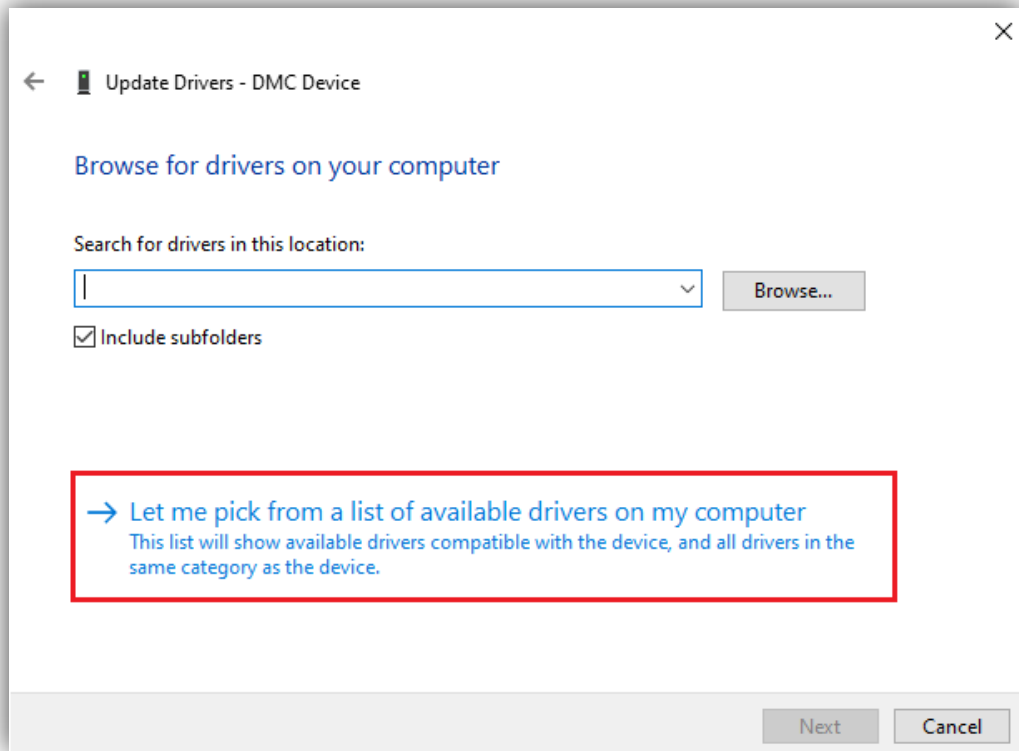 Update Drivers - DMC Device
Browse for drivers on your computer
Search for drivers in this location:
Browse...
Include subfolders
Let me pick from a list of available drivers on my computer
This list will show available drivers compatible with the device, and all drivers in the
same category as the device.
Next
Cancel